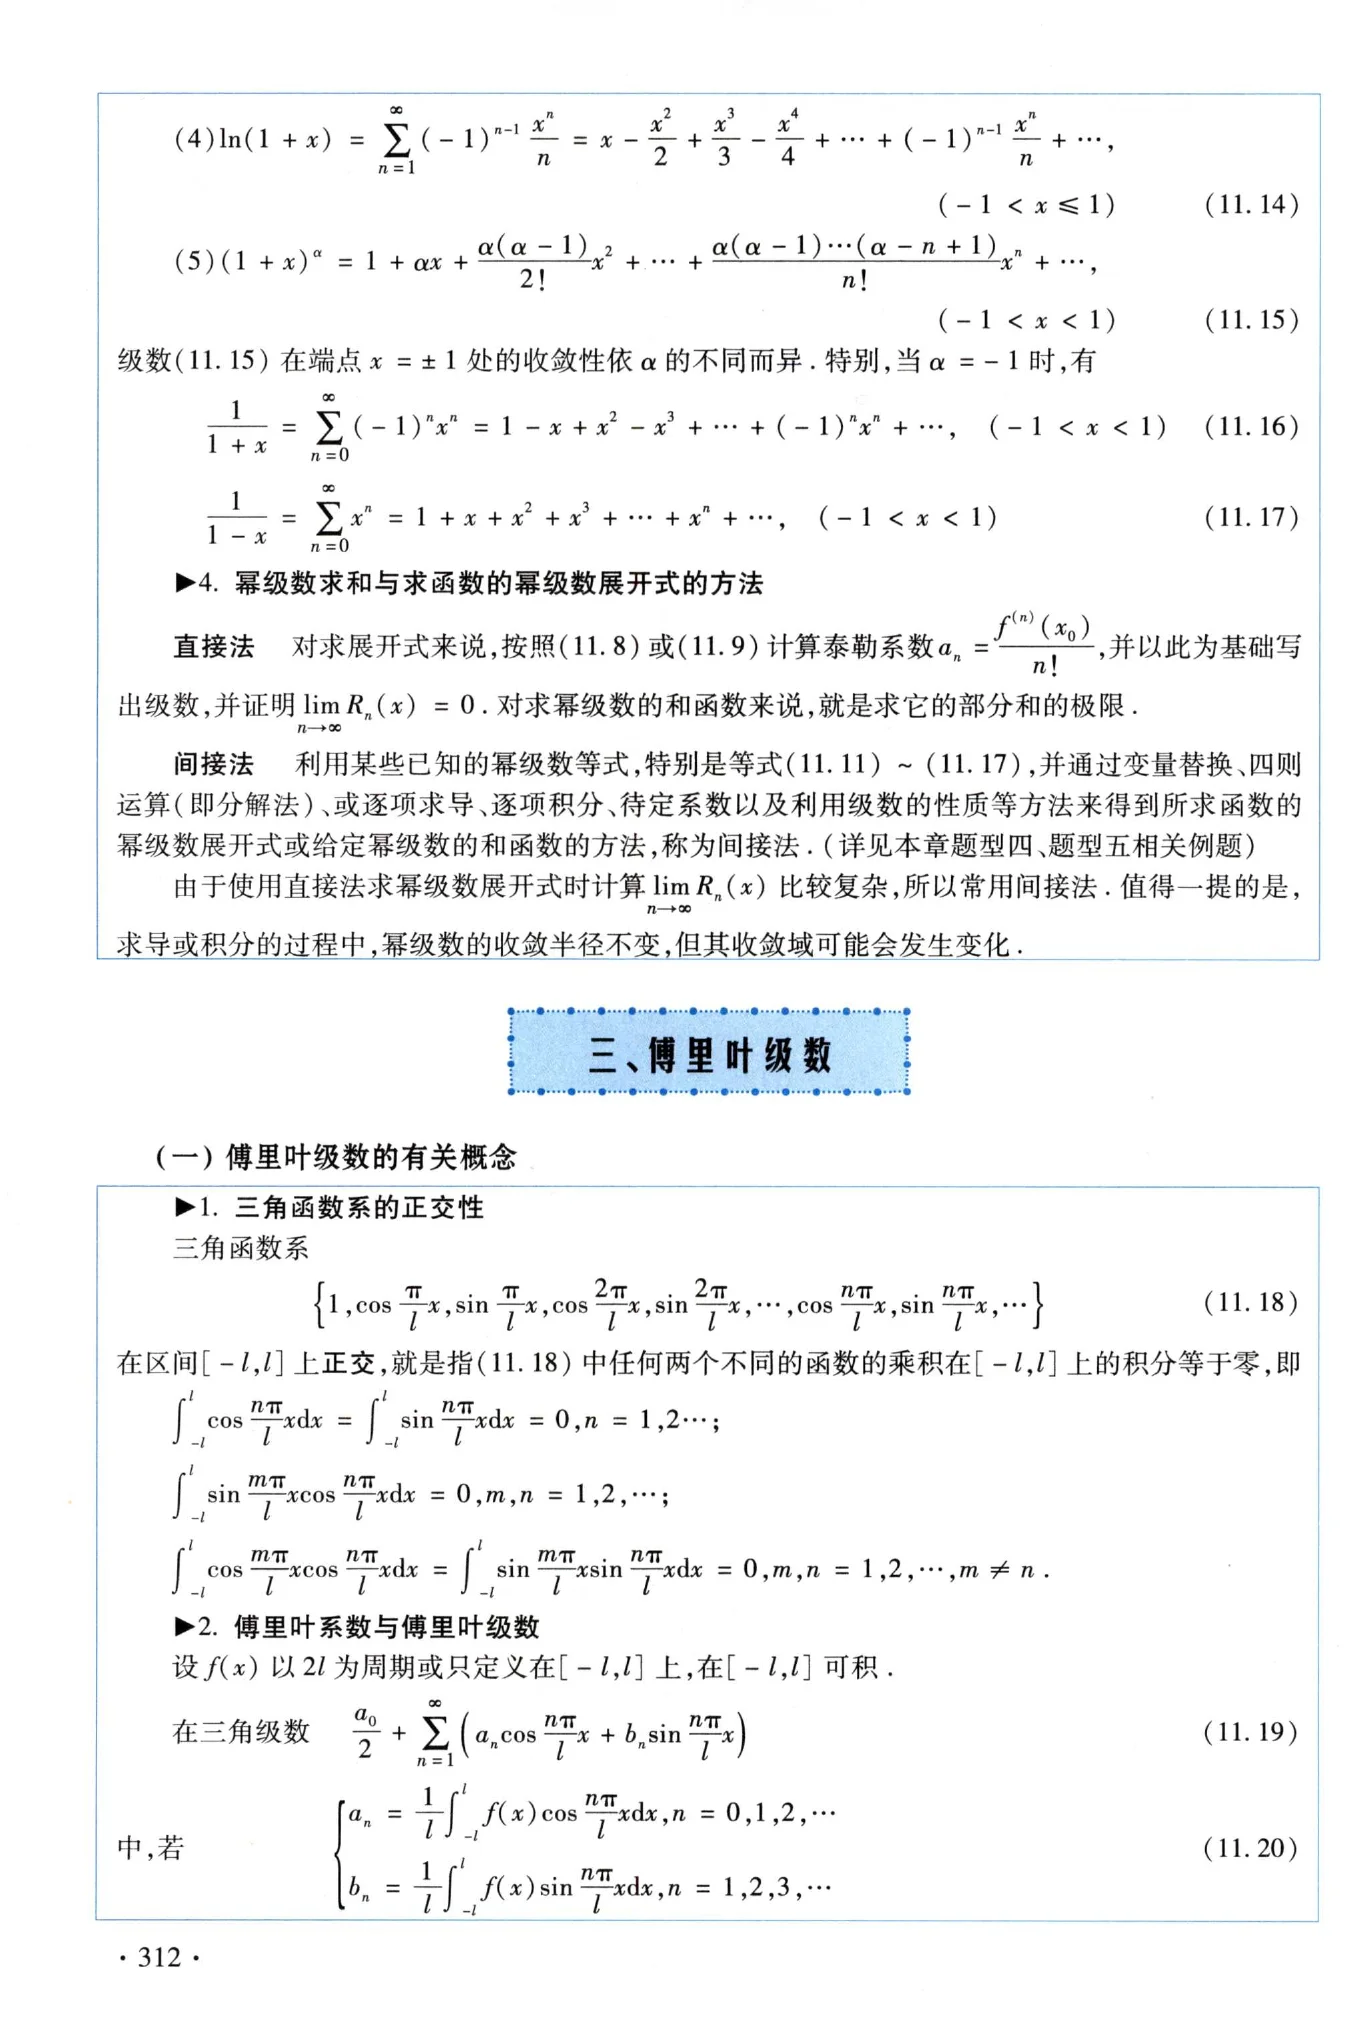 (4) $\ln(1+x) = \sum_{n=1}^{\infty}(-1)^{n-1}\frac{x^n}{n} = x - \frac{x^2}{2} + \frac{x^3}{3} - \frac{x^4}{4} + \cdots + (-1)^{n-1}\frac{x^n}{n} + \cdots,$
$(-1 < x \leqslant 1)$ (11.14)
(5) $(1+x)^{\alpha} = 1 + \alpha x + \frac{\alpha(\alpha-1)}{2!}x^2 + \cdots + \frac{\alpha(\alpha-1)\cdots(\alpha-n+1)}{n!}x^n + \cdots,$
$(-1 < x < 1)$ (11.15)
级数(11.15)在端点 $x = \pm 1$ 处的收敛性依 $\alpha$ 的不同而异.特别,当 $\alpha = -1$ 时,有
$\frac{1}{1+x} = \sum_{n=0}^{\infty}(-1)^n x^n = 1 - x + x^2 - x^3 + \cdots + (-1)^n x^n + \cdots, \quad (-1 < x < 1)$ (11.16)
$\frac{1}{1-x} = \sum_{n=0}^{\infty} x^n = 1 + x + x^2 + x^3 + \cdots + x^n + \cdots, \quad (-1 < x < 1)$ (11.17)
▶4. 幂级数求和与求函数的幂级数展开式的方法
直接法 对求展开式来说,按照(11.8)或(11.9)计算泰勒系数 $a_n = \frac{f^{(n)}(x_0)}{n!}$,并以此为基础写
出级数,并证明 $\lim_{n\to\infty} R_n(x) = 0$.对求幂级数的和函数来说,就是求它的部分和的极限.
间接法 利用某些已知的幂级数等式,特别是等式(11.11) ~ (11.17),并通过变量替换、四则
运算(即分解法)、或逐项求导、逐项积分、待定系数以及利用级数的性质等方法来得到所求函数的
幂级数展开式或给定幂级数的和函数的方法,称为间接法.(详见本章题型四、题型五相关例题)
由于使用直接法求幂级数展开式时计算 $\lim_{n\to\infty} R_n(x)$ 比较复杂,所以常用间接法.值得一提的是,
求导或积分的过程中,幂级数的收敛半径不变,但其收敛域可能会发生变化.
三、傅里叶级数
(一) 傅里叶级数的有关概念
▶1. 三角函数系的正交性
三角函数系
$\left\{1, \cos\frac{\pi}{l}x, \sin\frac{\pi}{l}x, \cos\frac{2\pi}{l}x, \sin\frac{2\pi}{l}x, \cdots, \cos\frac{n\pi}{l}x, \sin\frac{n\pi}{l}x, \cdots\right\}$ (11.18)
在区间$[-l,l]$上正交,就是指(11.18)中任何两个不同的函数的乘积在$[-l,l]$上的积分等于零,即
$\int_{-l}^{l}\cos\frac{n\pi}{l}x\mathrm{d}x = \int_{-l}^{l}\sin\frac{n\pi}{l}x\mathrm{d}x = 0, n = 1,2\cdots;$
$\int_{-l}^{l}\sin\frac{m\pi}{l}x\cos\frac{n\pi}{l}x\mathrm{d}x = 0, m,n = 1,2,\cdots;$
$\int_{-l}^{l}\cos\frac{m\pi}{l}x\cos\frac{n\pi}{l}x\mathrm{d}x = \int_{-l}^{l}\sin\frac{m\pi}{l}x\sin\frac{n\pi}{l}x\mathrm{d}x = 0, m,n = 1,2,\cdots, m \neq n.$
▶2. 傅里叶系数与傅里叶级数
设 $f(x)$ 以 $2l$ 为周期或只定义在$[-l,l]$上,在$[-l,l]$可积.
在三角级数 $\frac{a_0}{2} + \sum_{n=1}^{\infty}\left(a_n\cos\frac{n\pi}{l}x + b_n\sin\frac{n\pi}{l}x\right)$ (11.19)
中,若 $\begin{cases} a_n = \frac{1}{l}\int_{-l}^{l} f(x)\cos\frac{n\pi}{l}x\mathrm{d}x, n = 0,1,2,\cdots \\ b_n = \frac{1}{l}\int_{-l}^{l} f(x)\sin\frac{n\pi}{l}x\mathrm{d}x, n = 1,2,3,\cdots \end{cases}$ (11.20)
· 312 ·